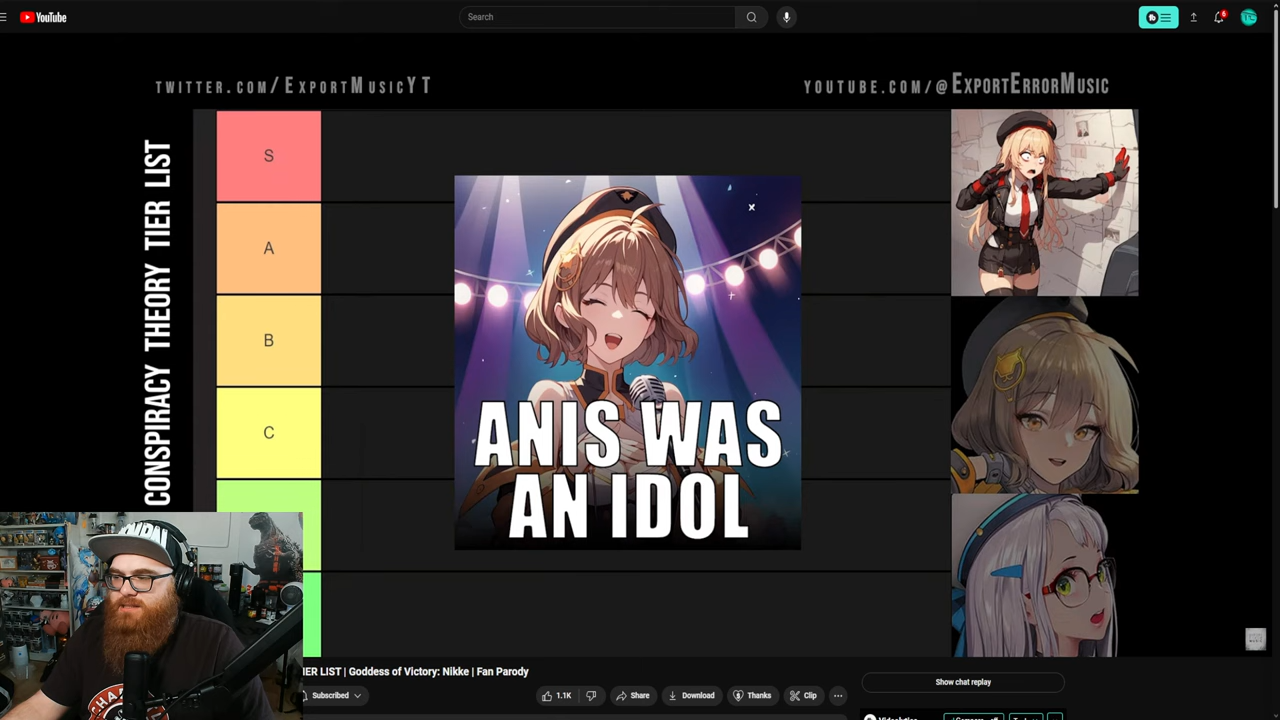 YouTube
Search
6
TWITTER.COM/EXPORTMUSICYT
YOUTUBE.COM/@EXPORTERRORMUSIC
CONSPIRACY THEORY TIER LIST
S
A
B
C
ANIS WAS
AN IDOL
IER LIST | Goddess of Victory: Nikke | Fan Parody
Subscribed
1.1K
Share
Download
Thanks
Clip
Show chat replay